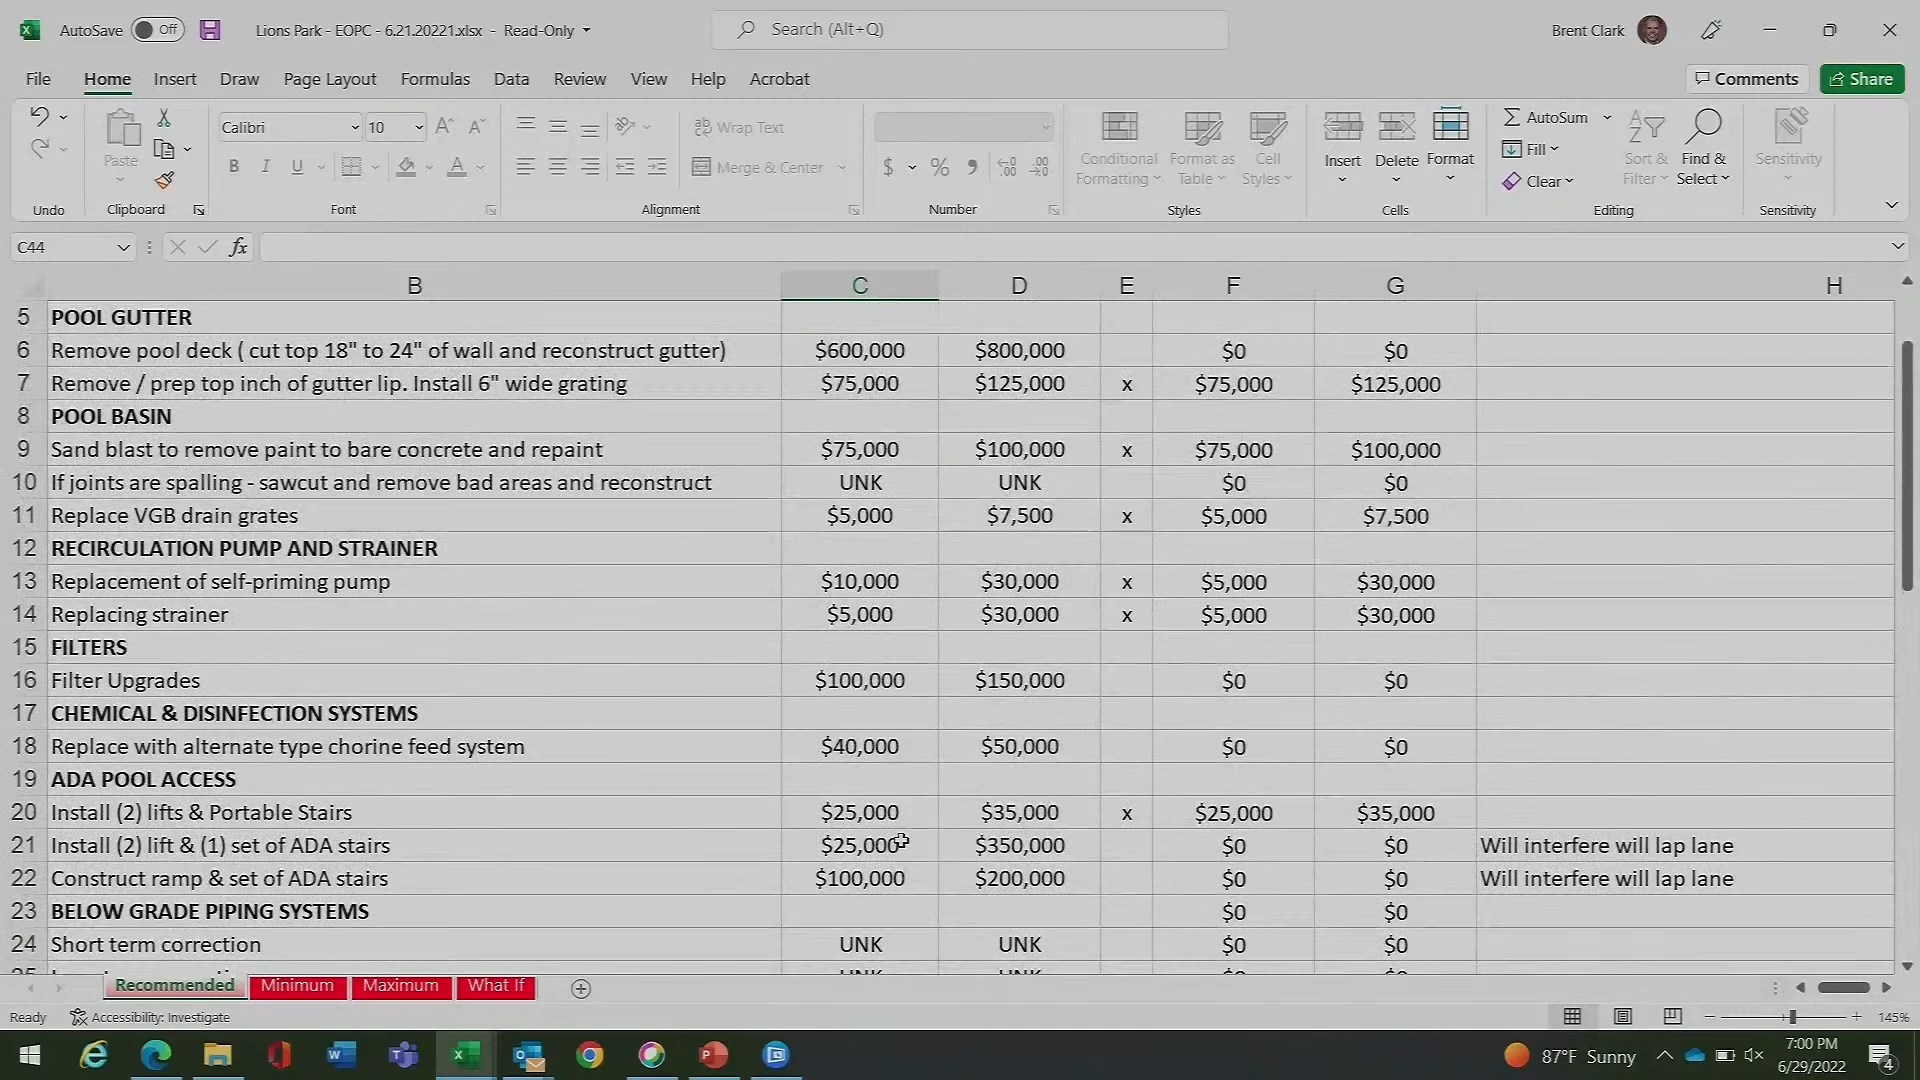 AutoSave Off Lions Park - EOPC - 6.21.20221.xlsx - Read-Only Search (Alt+Q) Brent Clark
File Home Insert Draw Page Layout Formulas Data Review View Help Acrobat Comments Share
Calibri 10 Wrap Text AutoSum
Paste B I U Merge & Center $ % Conditional Formatting Format as Table Cell Styles Insert Delete Format Fill Clear Sort & Filter Find & Select Sensitivity
Undo Clipboard Font Alignment Number Styles Cells Editing Sensitivity
C44 fx
B C D E F G H
5 POOL GUTTER
6 Remove pool deck ( cut top 18" to 24" of wall and reconstruct gutter) $600,000 $800,000 $0 $0
7 Remove / prep top inch of gutter lip. Install 6" wide grating $75,000 $125,000 x $75,000 $125,000
8 POOL BASIN
9 Sand blast to remove paint to bare concrete and repaint $75,000 $100,000 x $75,000 $100,000
10 If joints are spalling - sawcut and remove bad areas and reconstruct UNK UNK $0 $0
11 Replace VGB drain grates $5,000 $7,500 x $5,000 $7,500
12 RECIRCULATION PUMP AND STRAINER
13 Replacement of self-priming pump $10,000 $30,000 x $5,000 $30,000
14 Replacing strainer $5,000 $30,000 x $5,000 $30,000
15 FILTERS
16 Filter Upgrades $100,000 $150,000 $0 $0
17 CHEMICAL & DISINFECTION SYSTEMS
18 Replace with alternate type chorine feed system $40,000 $50,000 $0 $0
19 ADA POOL ACCESS
20 Install (2) lifts & Portable Stairs $25,000 $35,000 x $25,000 $35,000
21 Install (2) lift & (1) set of ADA stairs $25,000 $350,000 $0 $0 Will interfere will lap lane
22 Construct ramp & set of ADA stairs $100,000 $200,000 $0 $0 Will interfere will lap lane
23 BELOW GRADE PIPING SYSTEMS $0 $0
24 Short term correction UNK UNK $0 $0
Recommended Minimum Maximum What If
Ready Accessibility: Investigate 145%
87°F Sunny 7:00 PM
6/29/2022 4